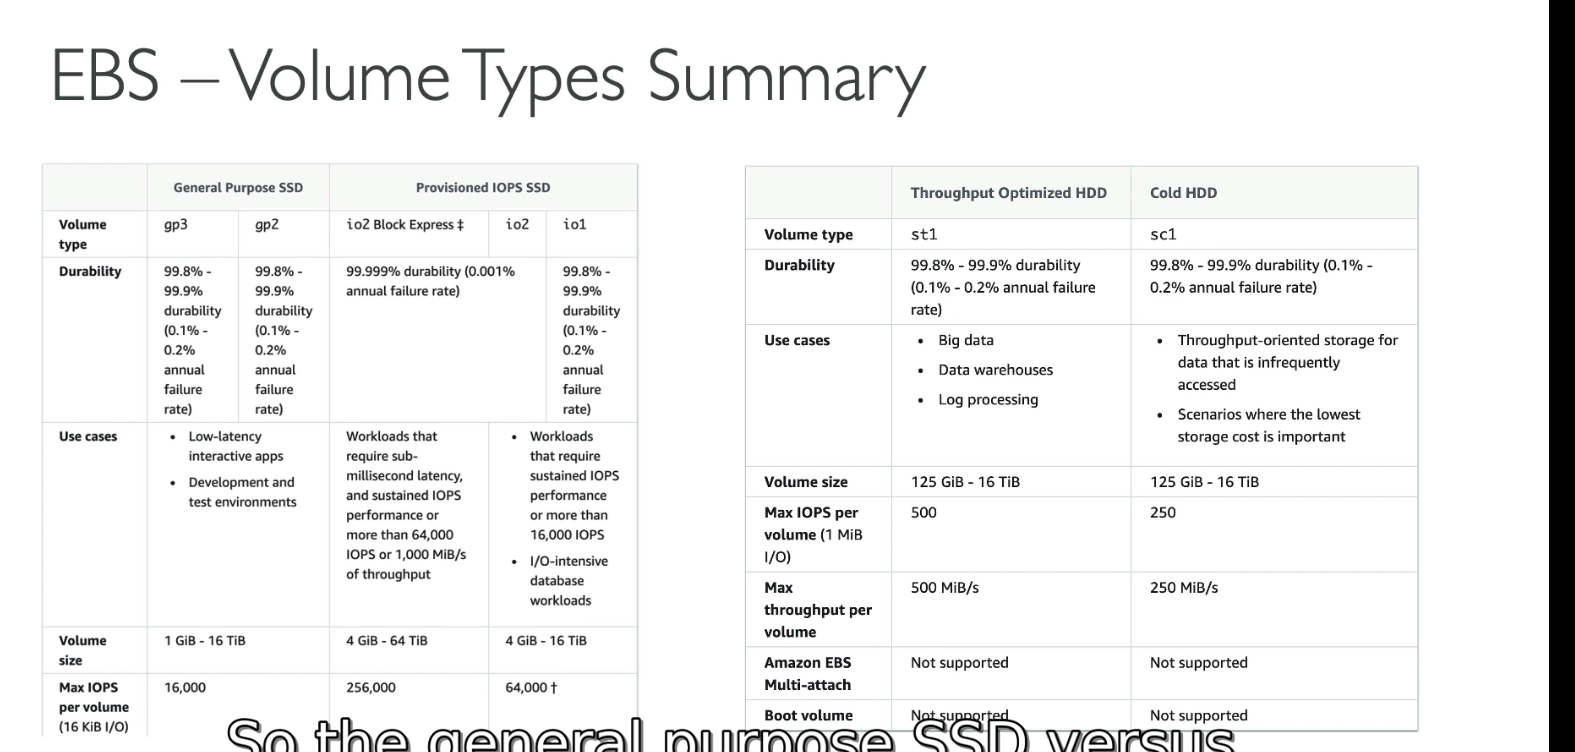 EBS – Volume Types Summary
General Purpose SSD Provisioned IOPS SSD
Volume type gp3 gp2 io2 Block Express ‡ io2 io1
Durability
99.8% - 99.9% durability (0.1% - 0.2% annual failure rate)
99.8% - 99.9% durability (0.1% - 0.2% annual failure rate)
99.999% durability (0.001% annual failure rate)
99.8% - 99.9% durability (0.1% - 0.2% annual failure rate)
Use cases
• Low-latency interactive apps
• Development and test environments
Workloads that require sub-millisecond latency, and sustained IOPS performance or more than 64,000 IOPS or 1,000 MiB/s of throughput
• Workloads that require sustained IOPS performance or more than 16,000 IOPS
• I/O-intensive database workloads
Volume size 1 GiB - 16 TiB 4 GiB - 64 TiB 4 GiB - 16 TiB
Max IOPS per volume (16 KiB I/O) 16,000 256,000 64,000 †
Throughput Optimized HDD Cold HDD
Volume type st1 sc1
Durability
99.8% - 99.9% durability (0.1% - 0.2% annual failure rate)
99.8% - 99.9% durability (0.1% - 0.2% annual failure rate)
Use cases
• Big data
• Data warehouses
• Log processing
• Throughput-oriented storage for data that is infrequently accessed
• Scenarios where the lowest storage cost is important
Volume size 125 GiB - 16 TiB 125 GiB - 16 TiB
Max IOPS per volume (1 MiB I/O) 500 250
Max throughput per volume 500 MiB/s 250 MiB/s
Amazon EBS Multi-attach Not supported Not supported
Boot volume Not supported Not supported
So the general purpose SSD versus